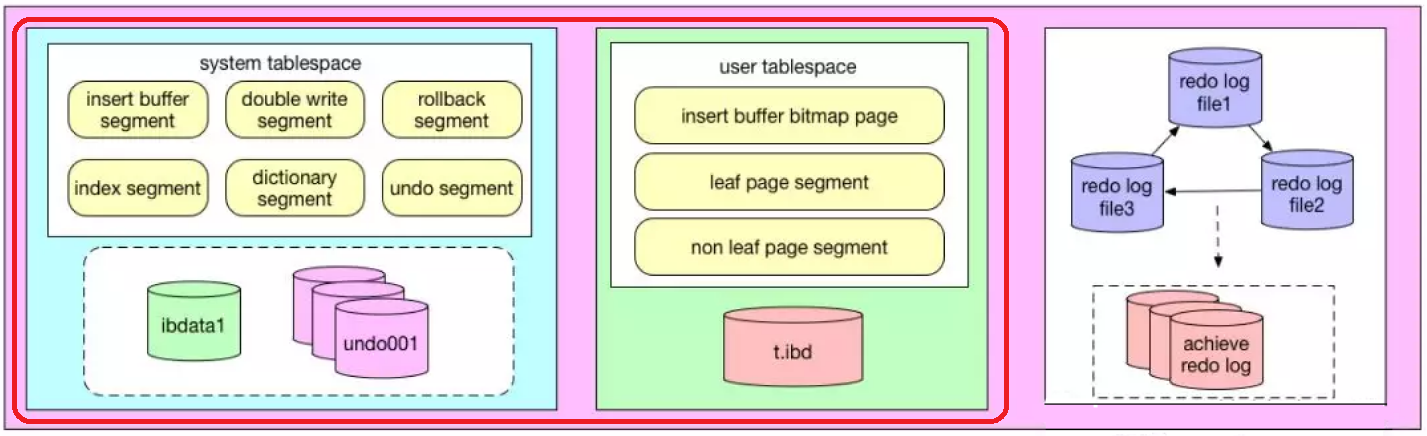 system tablespace
insert buffer
segment
double write
segment
rollback
segment
index segment
dictionary
segment
undo segment
ibdata1
undo001
user tablespace
insert buffer bitmap page
leaf page segment
non leaf page segment
t.ibd
redo log
file1
redo log
file3
redo log
file2
achieve
redo log